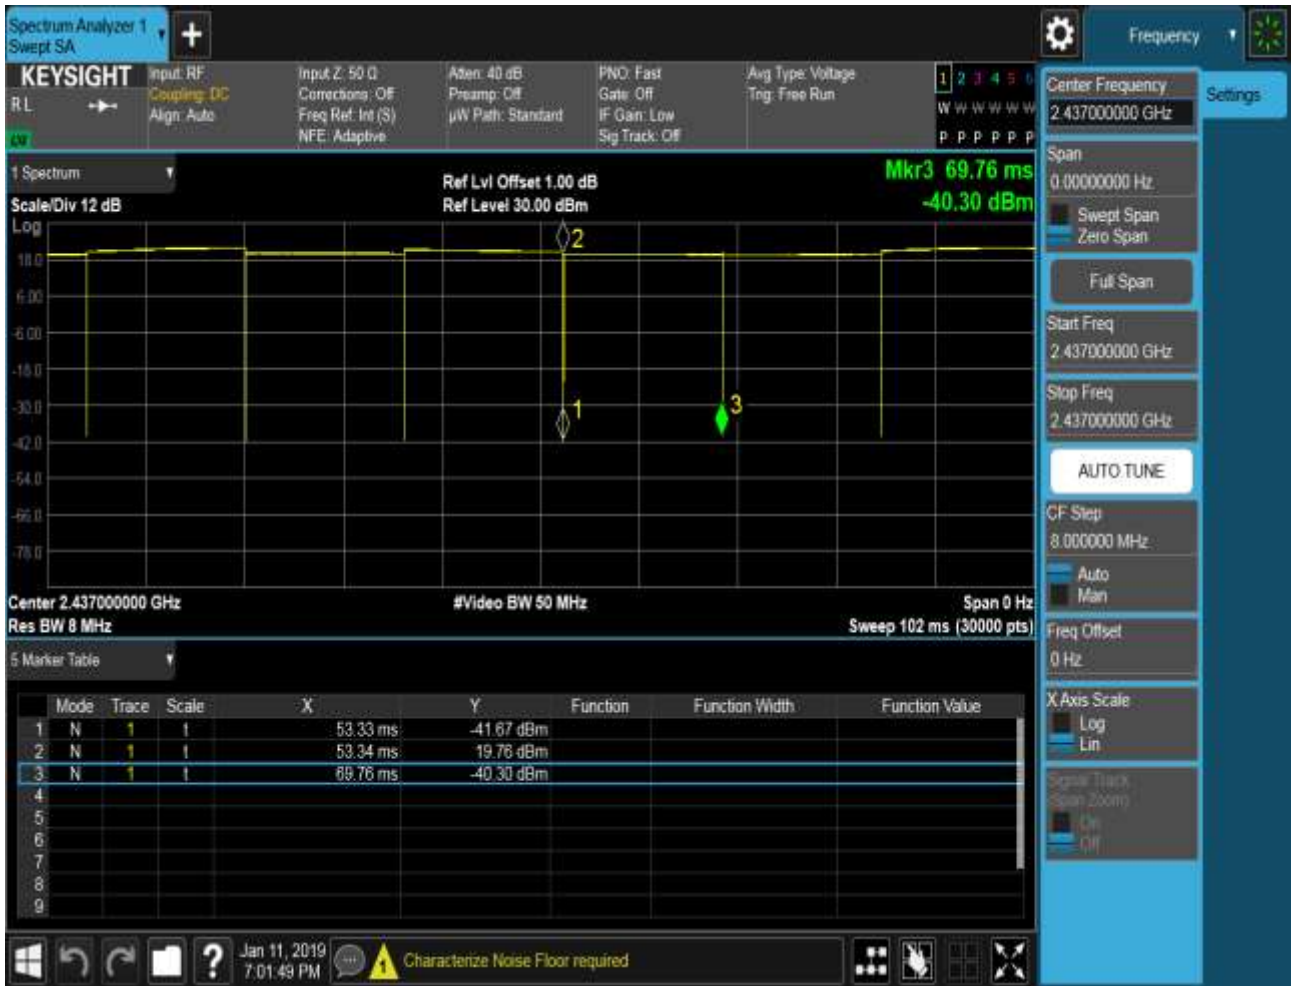 Spectrum Analyzer 1
Swept SA
+
Frequency
KEYSIGHT
RL
Input: RF
Coupling: DC
Align: Auto
Input Z: 50 Ω
Corrections: Off
Freq Ref: Int (S)
NFE: Adaptive
Atten: 40 dB
Preamp: Off
µW Path: Standard
PNO: Fast
Gate: Off
IF Gain: Low
Sig Track: Off
Avg Type: Voltage
Trig: Free Run
1 2 3 4 5 6
W W W W W W
P P P P P P
1 Spectrum
Scale/Div 12 dB
Log
Ref Lvl Offset 1.00 dB
Ref Level 30.00 dBm
Mkr3 69.76 ms
-40.30 dBm
18.0
6.00
-6.00
-18.0
-30.0
-42.0
-54.0
-66.0
-78.0
2
1
3
Center 2.437000000 GHz
#Video BW 50 MHz
Span 0 Hz
Res BW 8 MHz
Sweep 102 ms (30000 pts)
5 Marker Table
Mode Trace Scale X Y Function Function Width Function Value
1 N 1 t 53.33 ms -41.67 dBm
2 N 1 t 53.34 ms 19.76 dBm
3 N 1 t 69.76 ms -40.30 dBm
4
5
6
7
8
9
Jan 11, 2019
7:01:49 PM
?
1
Characterize Noise Floor required
Center Frequency
2.437000000 GHz
Settings
Span
0.00000000 Hz
Swept Span
Zero Span
Full Span
Start Freq
2.437000000 GHz
Stop Freq
2.437000000 GHz
AUTO TUNE
CF Step
8.000000 MHz
Auto
Man
Freq Offset
0 Hz
X Axis Scale
Log
Lin
Signal Track
(Span Zoom)
On
Off